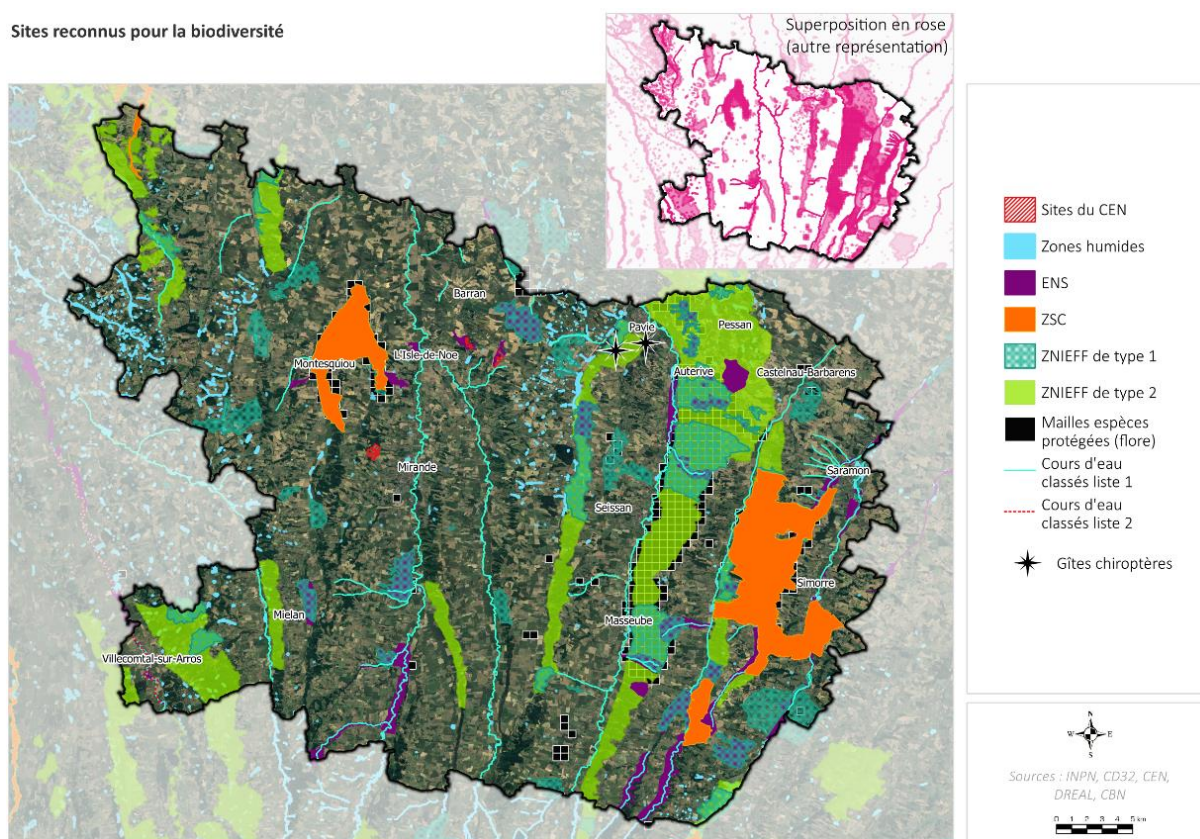 Sites reconnus pour la biodiversité
Superposition en rose
(autre représentation)
Barran
Pavie
Pessan
Montesquiou
L'Isle-de-Noe
Auterive
Castelnau-Barbarens
Mirande
Saramon
Seissan
Simorre
Mielan
Masseube
Villecomtal-sur-Arros
Sites du CEN
Zones humides
ENS
ZSC
ZNIEFF de type 1
ZNIEFF de type 2
Mailles espèces
protégées (flore)
Cours d'eau
classés liste 1
Cours d'eau
classés liste 2
Gîtes chiroptères
N
W E
S
Sources : INPN, CD32, CEN,
DREAL, CBN
0 1 2 3 4 5 km